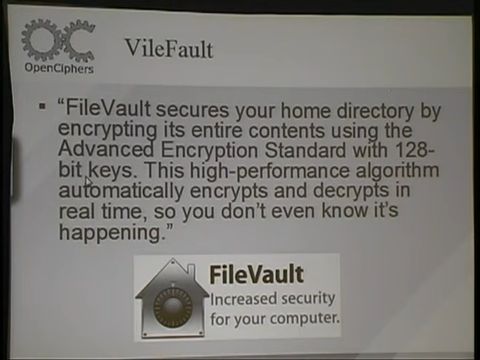 OpenCiphers
VileFault
“FileVault secures your home directory by
encrypting its entire contents using the
Advanced Encryption Standard with 128-
bit keys. This high-performance algorithm
automatically encrypts and decrypts in
real time, so you don’t even know it’s
happening.”
FileVault
Increased security
for your computer.